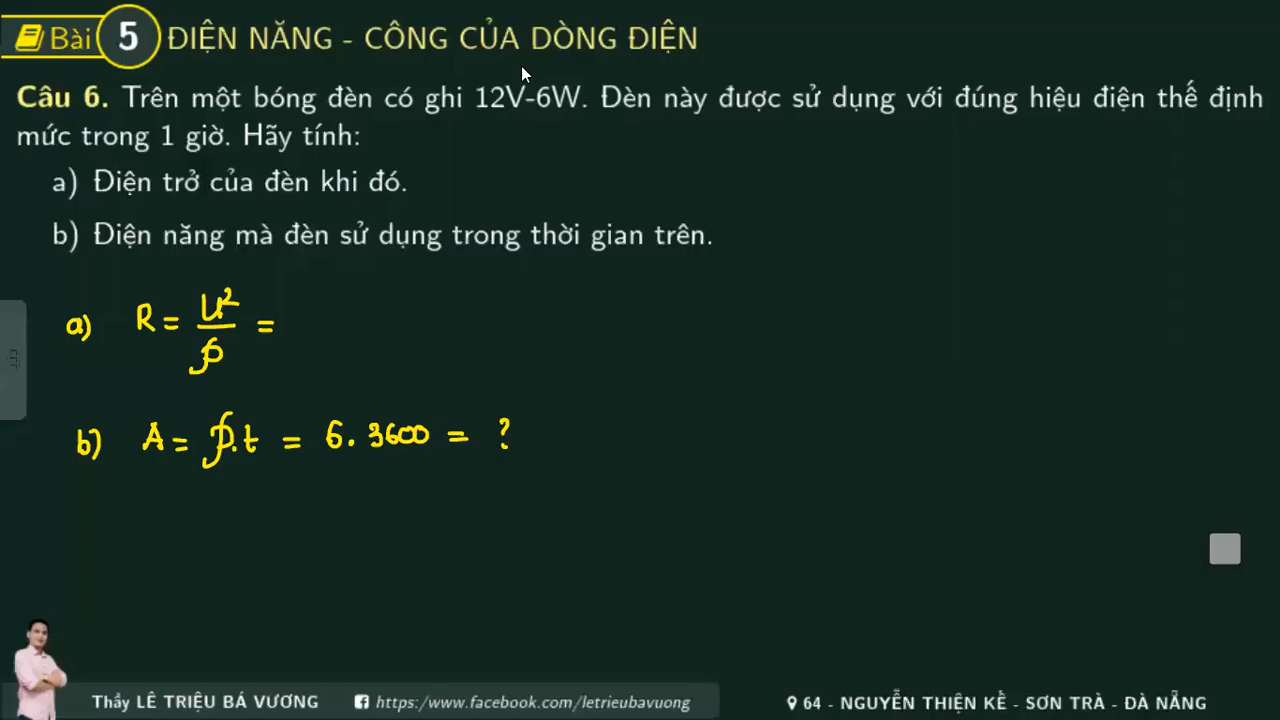 Bài 5 ĐIỆN NĂNG - CÔNG CỦA DÒNG ĐIỆN
Câu 6. Trên một bóng đèn có ghi 12V-6W. Đèn này được sử dụng với đúng hiệu điện thế định
mức trong 1 giờ. Hãy tính:
a) Điện trở của đèn khi đó.
b) Điện năng mà đèn sử dụng trong thời gian trên.
a) R = U²/℘ =
b) A = ℘.t = 6. 3600 = ?
Thầy LÊ TRIỆU BÁ VƯƠNG https://www.facebook.com/letrieubavuong 64 - NGUYỄN THIỆN KẾ - SƠN TRÀ - ĐÀ NẴNG